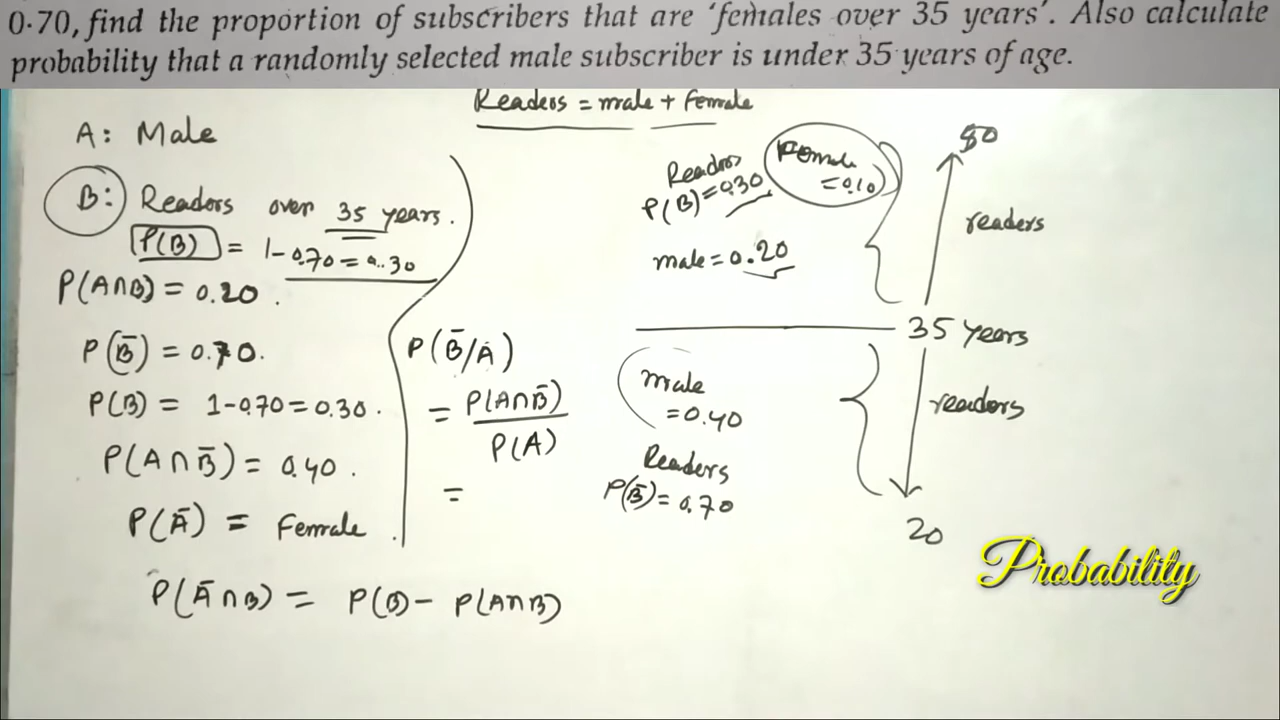 0·70, find the proportion of subscribers that are 'females over 35 years'. Also calculate
probability that a randomly selected male subscriber is under 35 years of age.
Readers = male + Female
A: Male
B: Readers over 35 years.
P(B) = 1-0.70 = 0.30
P(A∩B) = 0.20.
P(B̄) = 0.70.
P(B) = 1-0.70 = 0.30.
P(A∩B̄) = 0.40.
P(Ā) = Female.
P(Ā∩B) = P(B) - P(A∩B)
P(B̄/A)
= P(A∩B̄)
P(A)
=
Readers
P(B) = 0.30
Female
= 0.10
male = 0.20
80
readers
35 years
male
= 0.40
readers
Readers
P(B̄) = 0.70
20
Probability